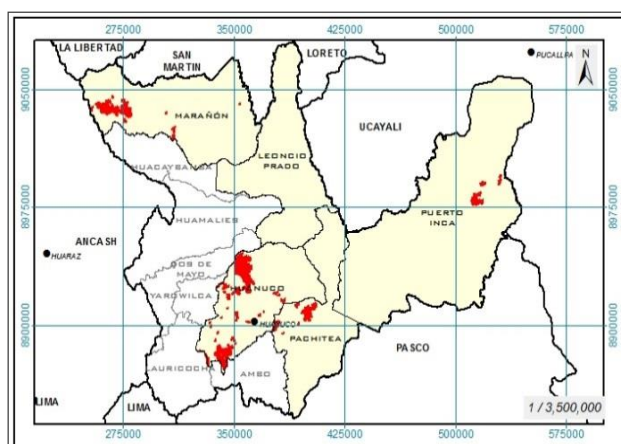 275000 350000 425000 500000 575000
LA LIBERTAD
SAN
MARTIN
LORETO
PUCALLPA
N
9050000
9050000
MARAÑÓN
UCAYALI
LEONCIO
PRADO
HUACAYBAMBA
8975000
8975000
HUAMALIES
PUERTO
INCA
ANCASH
HUARAZ
DOS DE
MAYO
HUANUCO
YAROWILCA
HUANUCO
8900000
8900000
PACHITEA
PASCO
LAURICOCHA
AMBO
LIMA
LIMA
1 / 3,500,000
275000 350000 425000 500000 575000